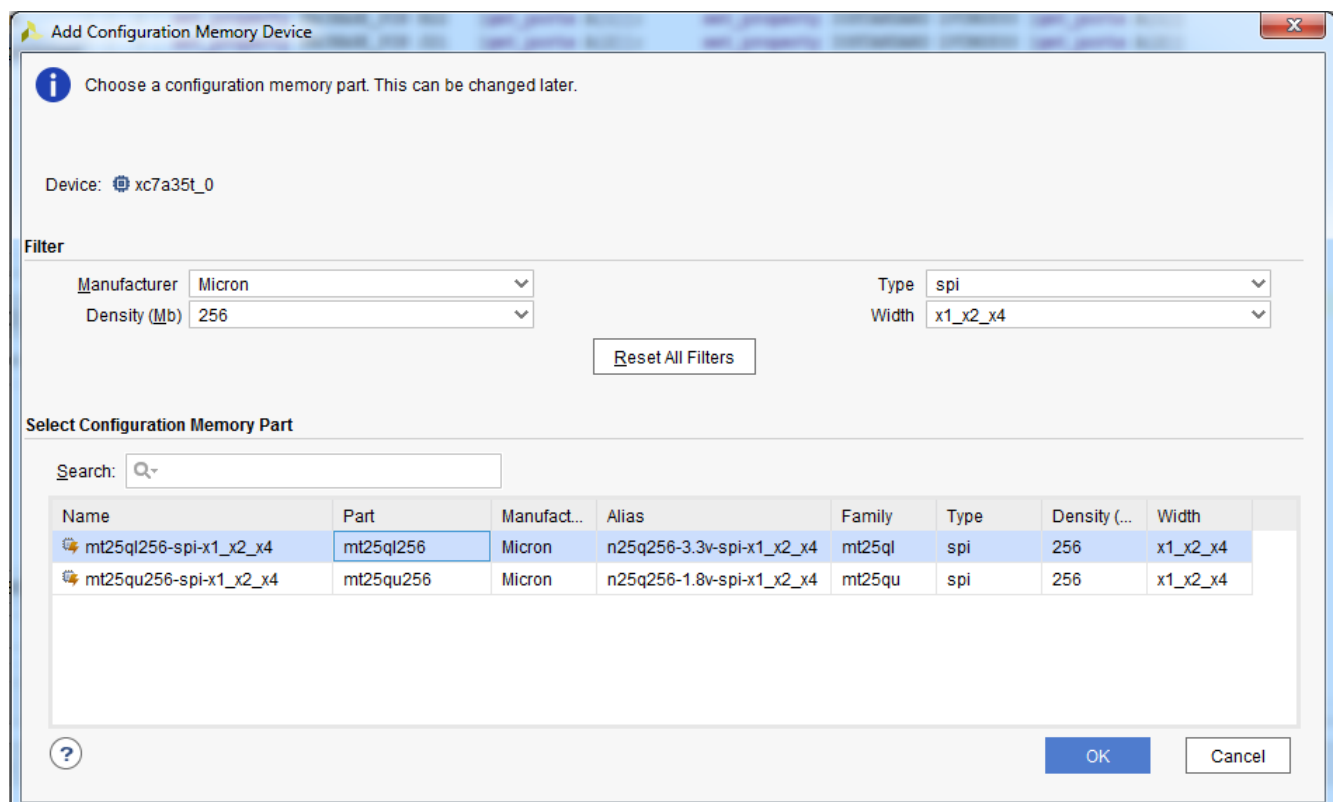 Add Configuration Memory Device
Choose a configuration memory part. This can be changed later.
Device: xc7a35t_0
Filter
Manufacturer Micron Type spi
Density (Mb) 256 Width x1_x2_x4
Reset All Filters
Select Configuration Memory Part
Search:
Name Part Manufact... Alias Family Type Density (... Width
mt25ql256-spi-x1_x2_x4 mt25ql256 Micron n25q256-3.3v-spi-x1_x2_x4 mt25ql spi 256 x1_x2_x4
mt25qu256-spi-x1_x2_x4 mt25qu256 Micron n25q256-1.8v-spi-x1_x2_x4 mt25qu spi 256 x1_x2_x4
? OK Cancel